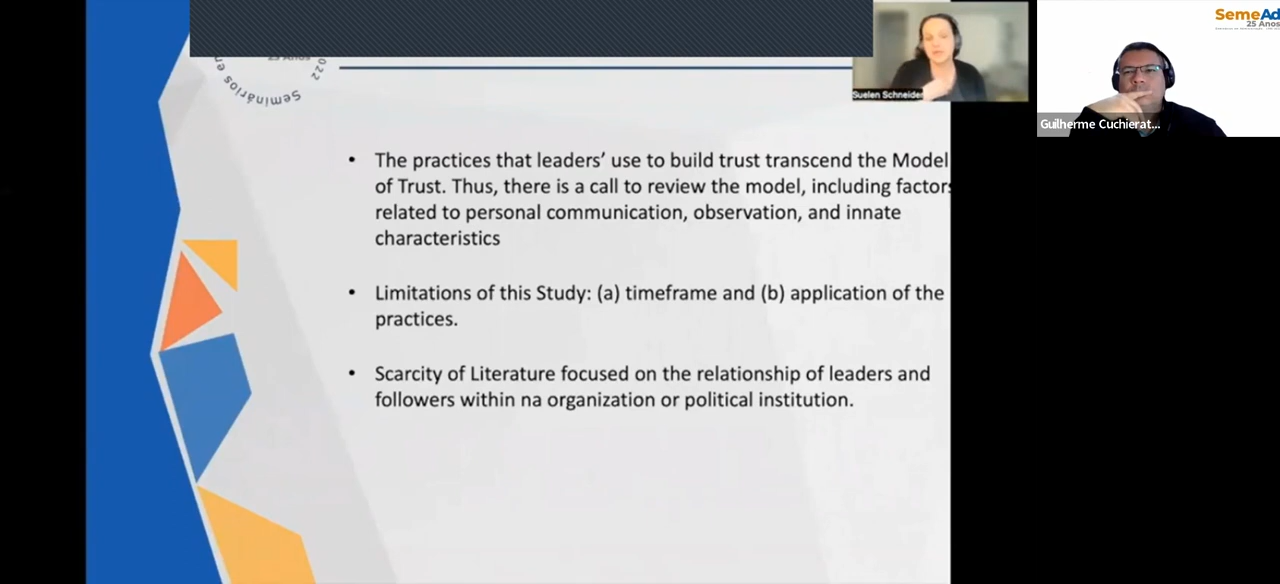 SemeAd
25 Anos
Seminários en
2022
Suelen Schneider
Guilherme Cuchierat...
• The practices that leaders’ use to build trust transcend the Model
of Trust. Thus, there is a call to review the model, including factors
related to personal communication, observation, and innate
characteristics
• Limitations of this Study: (a) timeframe and (b) application of the
practices.
• Scarcity of Literature focused on the relationship of leaders and
followers within na organization or political institution.